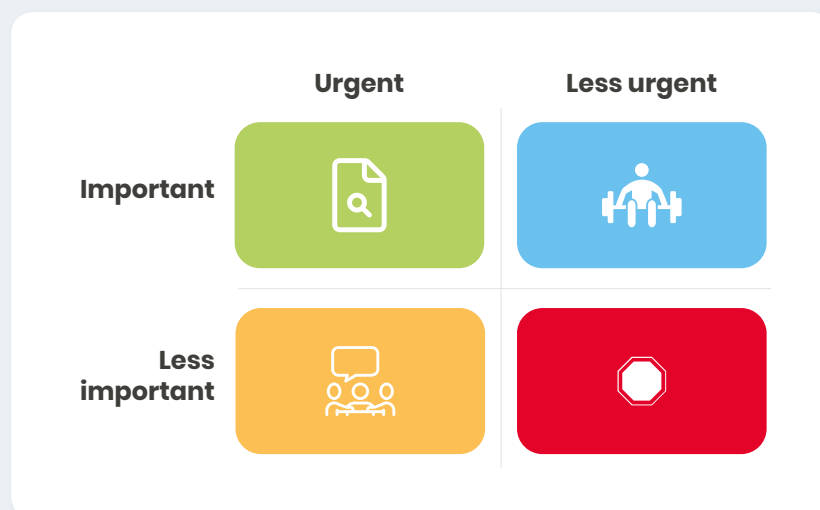 Urgent
Less urgent
Important
Less
important